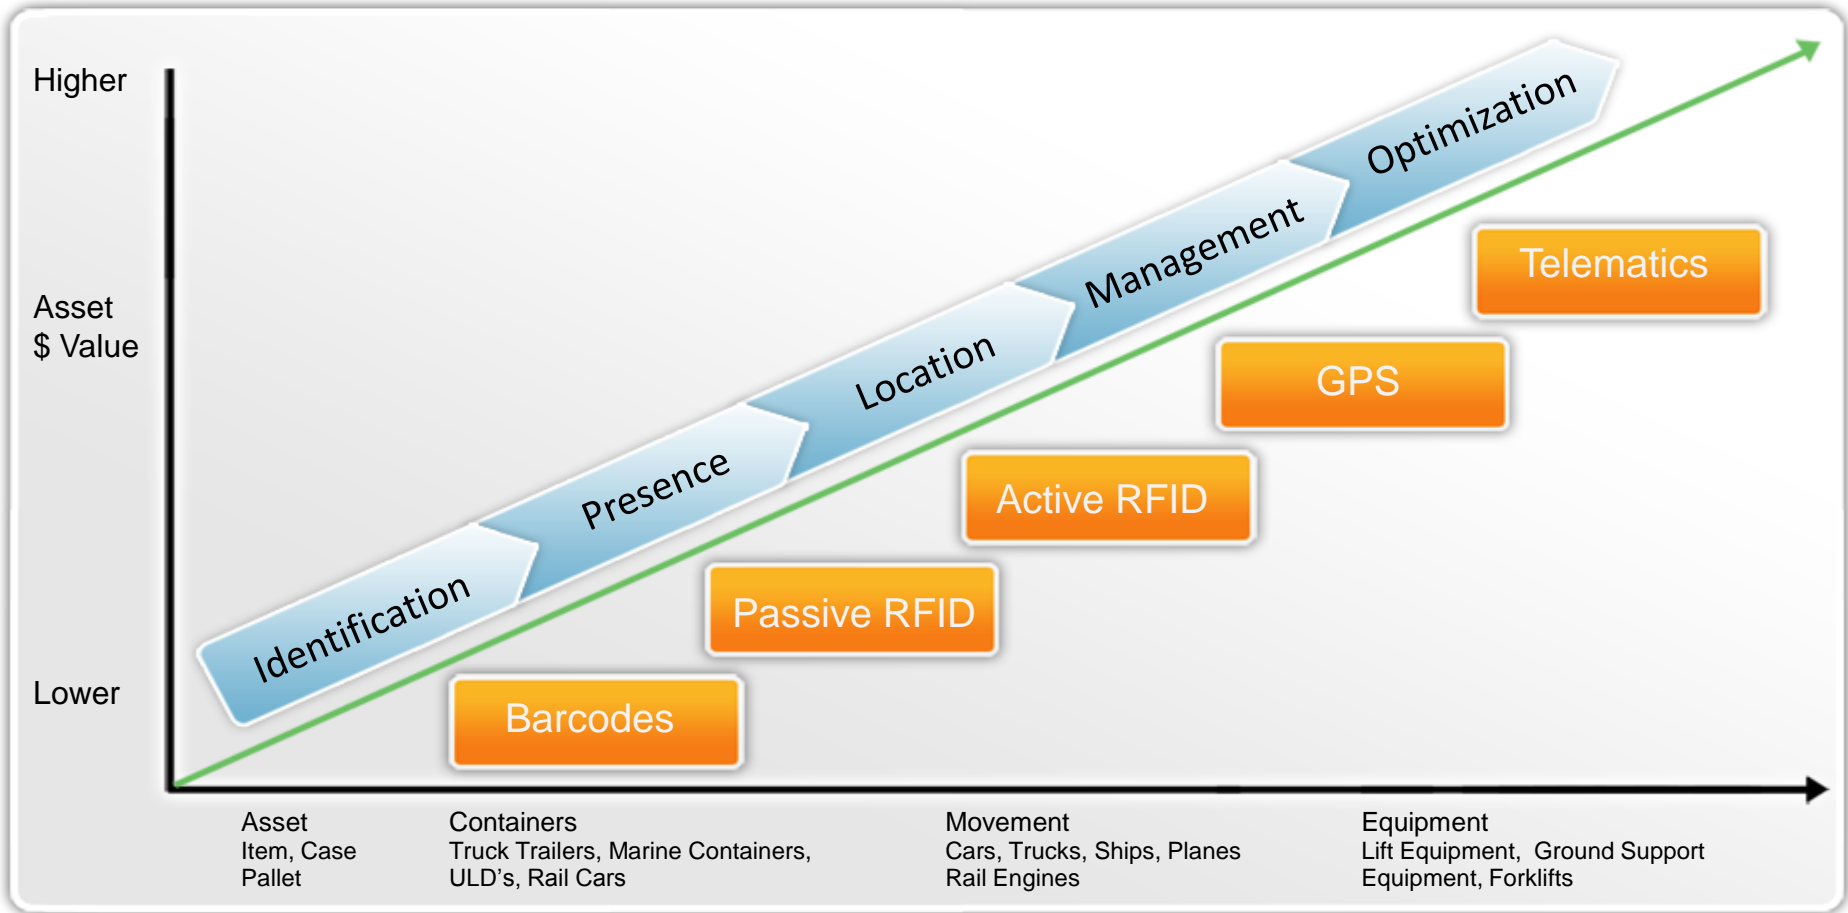 Higher
Asset
$ Value
Lower
Identification
Presence
Location
Management
Optimization
Barcodes
Passive RFID
Active RFID
GPS
Telematics
Asset
Item, Case
Pallet
Containers
Truck Trailers, Marine Containers,
ULD's, Rail Cars
Movement
Cars, Trucks, Ships, Planes
Rail Engines
Equipment
Lift Equipment, Ground Support
Equipment, Forklifts